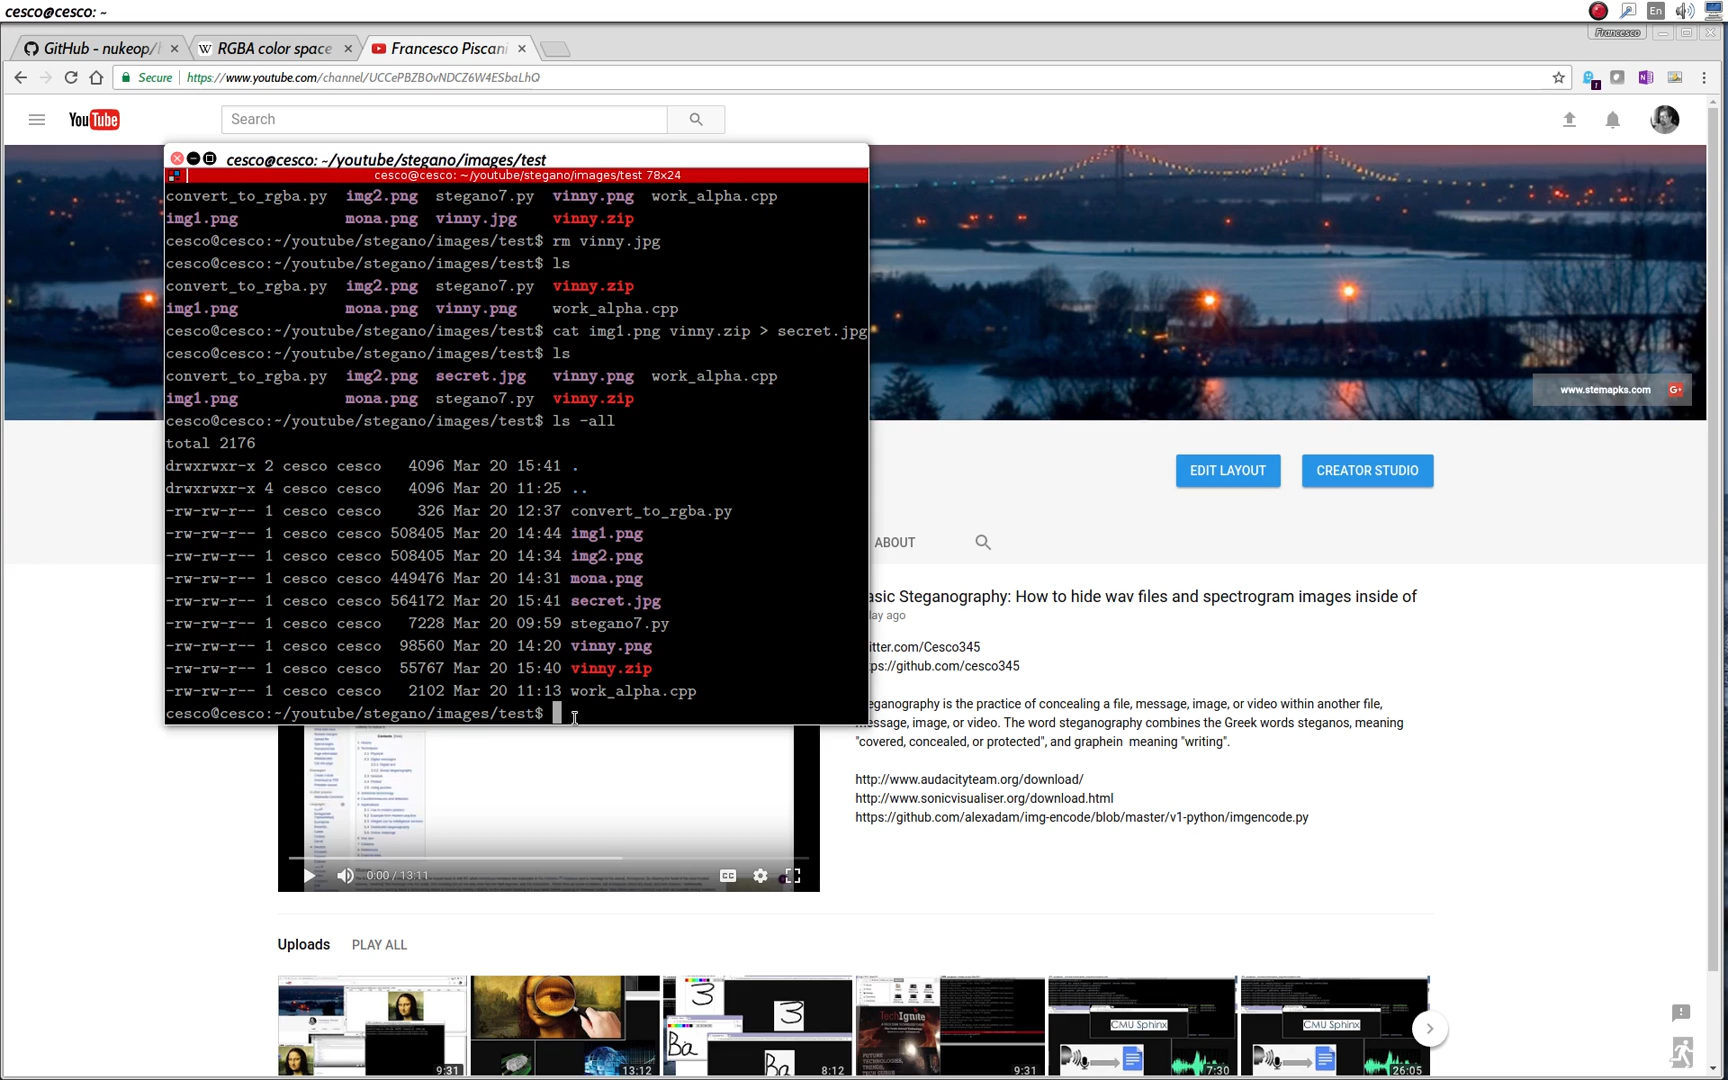 cesco@cesco: ~
En
Francesco
GitHub - nukeop/
RGBA color space
Francesco Piscani
Secure https://www.youtube.com/channel/UCCePBZBOvNDCZ6W4ESbaLhQ
YouTube
Search
cesco@cesco: ~/youtube/stegano/images/test
cesco@cesco: ~/youtube/stegano/images/test 78x24
convert_to_rgba.py img2.png stegano7.py vinny.png work_alpha.cpp
img1.png mona.png vinny.jpg vinny.zip
cesco@cesco:~/youtube/stegano/images/test$ rm vinny.jpg
cesco@cesco:~/youtube/stegano/images/test$ ls
convert_to_rgba.py img2.png stegano7.py vinny.zip
img1.png mona.png vinny.png work_alpha.cpp
cesco@cesco:~/youtube/stegano/images/test$ cat img1.png vinny.zip > secret.jpg
cesco@cesco:~/youtube/stegano/images/test$ ls
convert_to_rgba.py img2.png secret.jpg vinny.png work_alpha.cpp
img1.png mona.png stegano7.py vinny.zip
cesco@cesco:~/youtube/stegano/images/test$ ls -all
total 2176
drwxrwxr-x 2 cesco cesco 4096 Mar 20 15:41 .
drwxrwxr-x 4 cesco cesco 4096 Mar 20 11:25 ..
-rw-rw-r-- 1 cesco cesco 326 Mar 20 12:37 convert_to_rgba.py
-rw-rw-r-- 1 cesco cesco 508405 Mar 20 14:44 img1.png
-rw-rw-r-- 1 cesco cesco 508405 Mar 20 14:34 img2.png
-rw-rw-r-- 1 cesco cesco 449476 Mar 20 14:31 mona.png
-rw-rw-r-- 1 cesco cesco 564172 Mar 20 15:41 secret.jpg
-rw-rw-r-- 1 cesco cesco 7228 Mar 20 09:59 stegano7.py
-rw-rw-r-- 1 cesco cesco 98560 Mar 20 14:20 vinny.png
-rw-rw-r-- 1 cesco cesco 55767 Mar 20 15:40 vinny.zip
-rw-rw-r-- 1 cesco cesco 2102 Mar 20 11:13 work_alpha.cpp
cesco@cesco:~/youtube/stegano/images/test$
www.stemapks.com G+
EDIT LAYOUT CREATOR STUDIO
ABOUT
asic Steganography: How to hide wav files and spectrogram images inside of
lay ago
itter.com/Cesco345
ps://github.com/cesco345
eganography is the practice of concealing a file, message, image, or video within another file,
essage, image, or video. The word steganography combines the Greek words steganos, meaning
"covered, concealed, or protected", and graphein meaning "writing".
http://www.audacityteam.org/download/
http://www.sonicvisualiser.org/download.html
https://github.com/alexadam/img-encode/blob/master/v1-python/imgencode.py
0:00 / 13:11
CC
Uploads PLAY ALL
3
3
Ba
Ba
TechIgnite
CMU Sphinx
CMU Sphinx
9:31
13:12
8:12
9:31
7:30
26:05